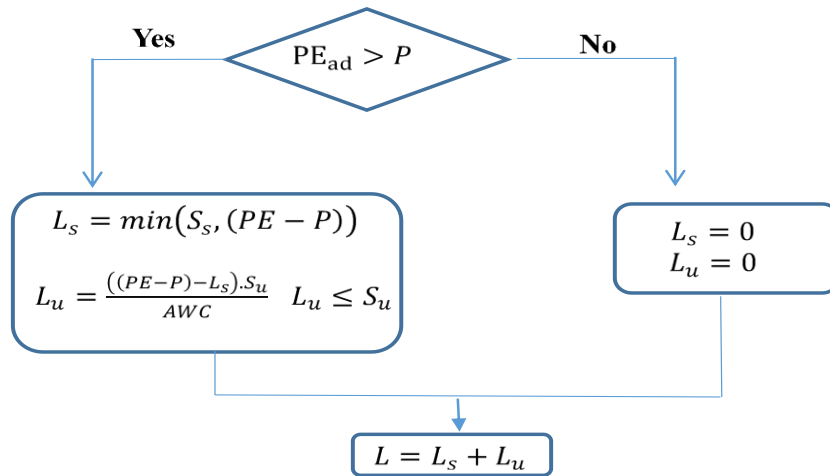 Yes
PE_ad > P
No
L_s = min(S_s, (PE − P))
L_u = ((PE−P)−L_s).S_u / AWC   L_u ≤ S_u
L_s = 0
L_u = 0
L = L_s + L_u